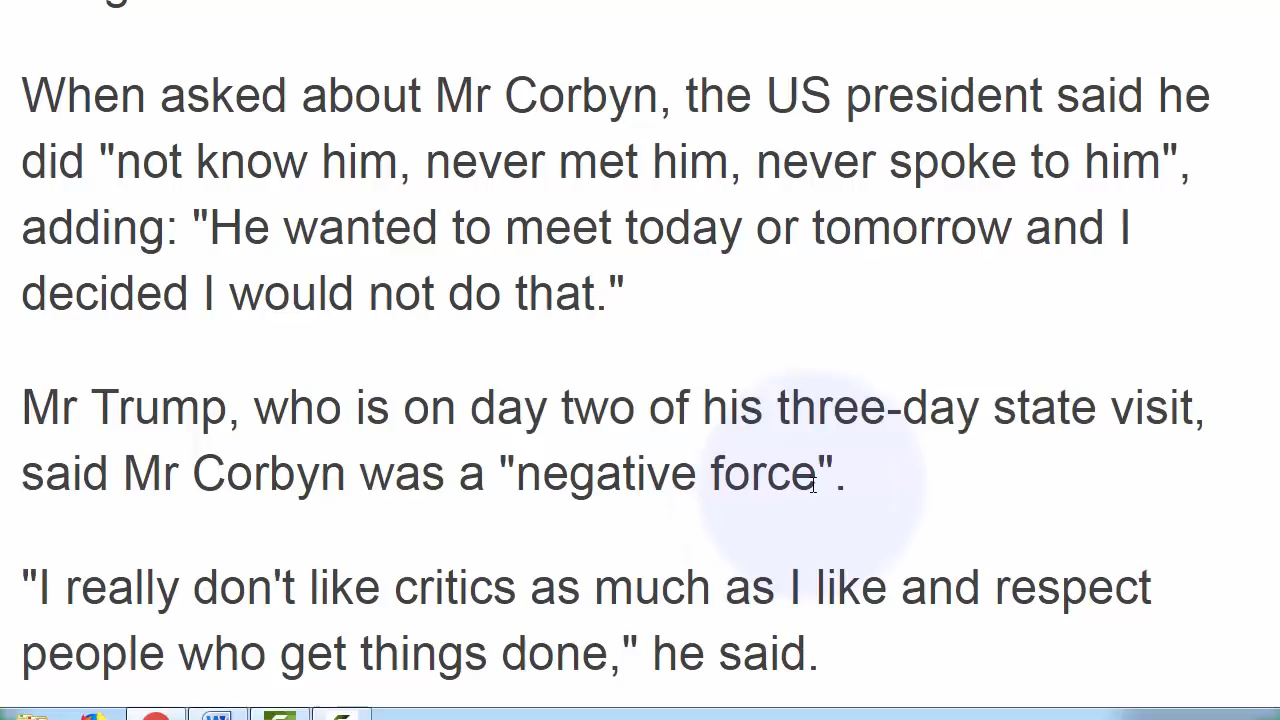 When asked about Mr Corbyn, the US president said he
did "not know him, never met him, never spoke to him",
adding: "He wanted to meet today or tomorrow and I
decided I would not do that."
Mr Trump, who is on day two of his three-day state visit,
said Mr Corbyn was a "negative force".
"I really don't like critics as much as I like and respect
people who get things done," he said.